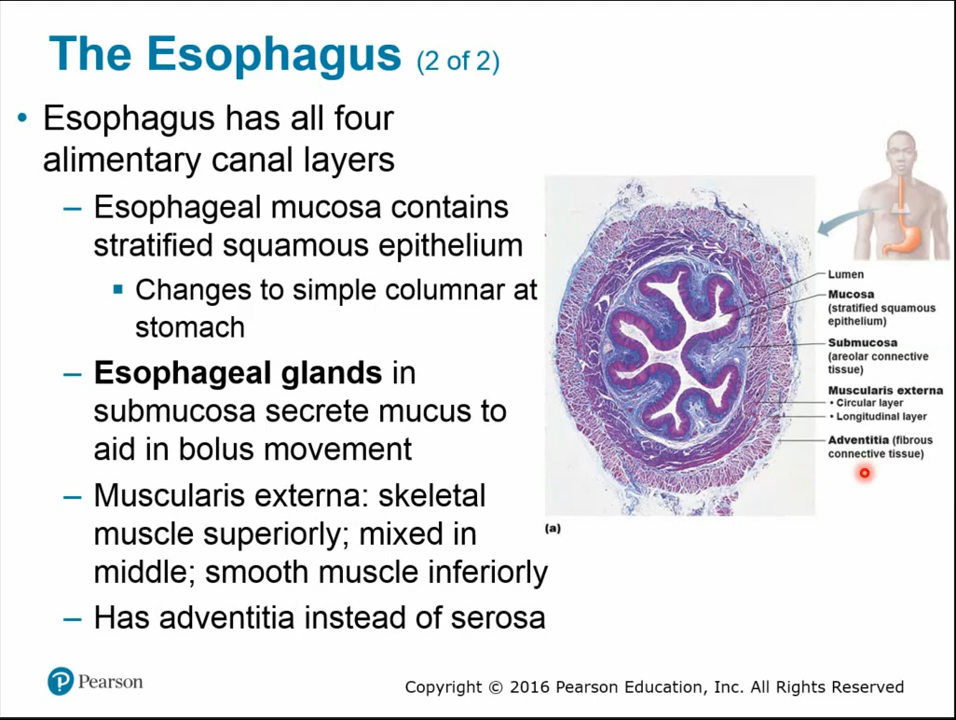 The Esophagus (2 of 2)
• Esophagus has all four
alimentary canal layers
– Esophageal mucosa contains
stratified squamous epithelium
▪ Changes to simple columnar at
stomach
– Esophageal glands in
submucosa secrete mucus to
aid in bolus movement
– Muscularis externa: skeletal
muscle superiorly; mixed in
middle; smooth muscle inferiorly
– Has adventitia instead of serosa
Lumen
Mucosa
(stratified squamous
epithelium)
Submucosa
(areolar connective
tissue)
Muscularis externa
• Circular layer
• Longitudinal layer
Adventitia (fibrous
connective tissue)
(a)
P Pearson
Copyright © 2016 Pearson Education, Inc. All Rights Reserved